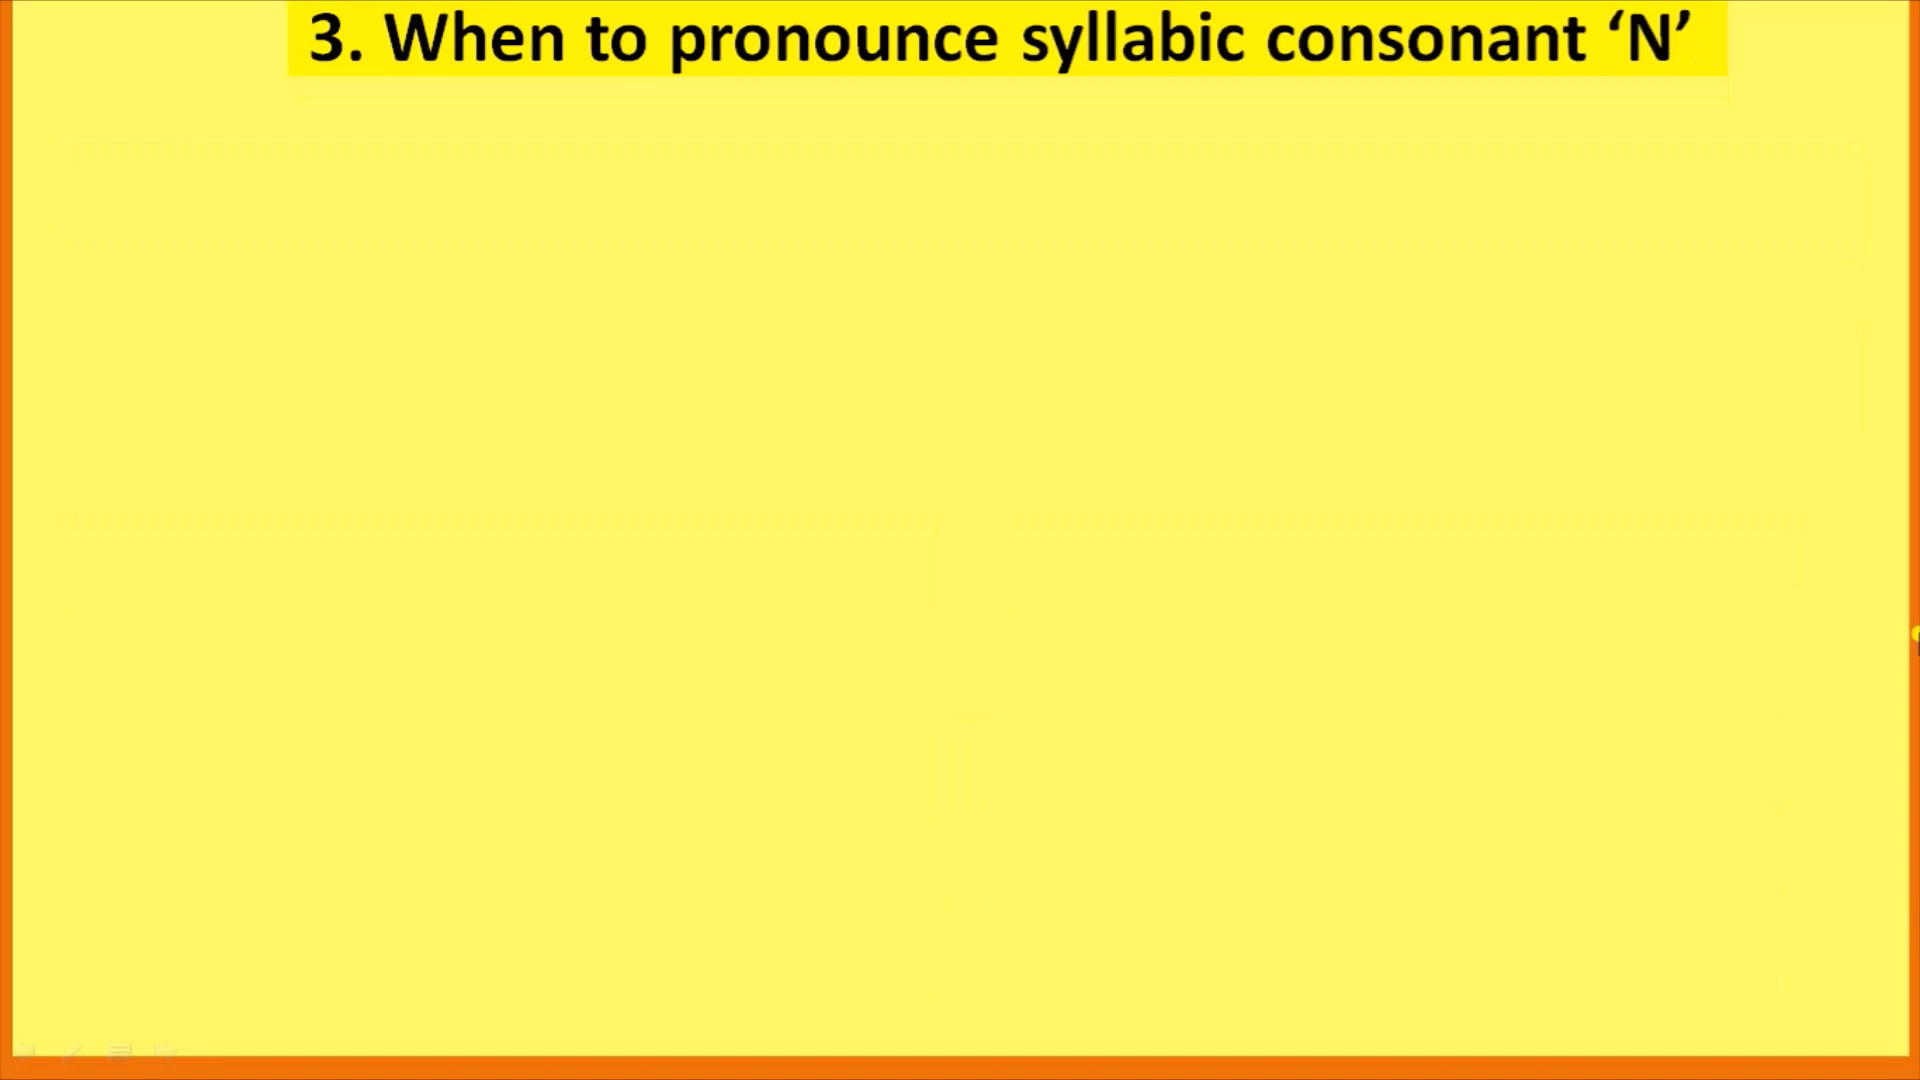 3. When to pronounce syllabic consonant ‘N’